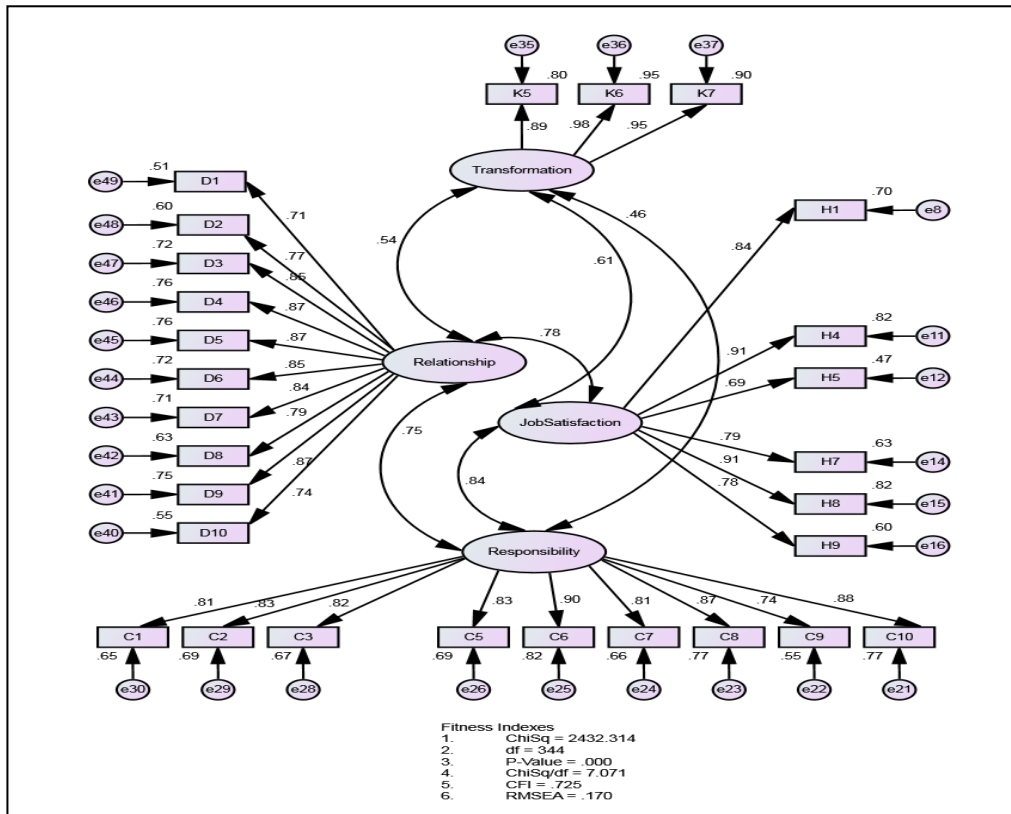 e35 e36 e37
.80 .95 .90
K5 K6 K7
.89 .98 .95
Transformation
.51
e49 D1
.71
.60
e48 D2
.77
.72
e47 D3
.85
.76
e46 D4
.87
.76
e45 D5
.87
.72
e44 D6
.85
.71
e43 D7
.84
.63
e42 D8
.79
.75
e41 D9
.87
.55
e40 D10
.74
.54
.46
.61
.78
Relationship
.70
H1 e8
.84
.82
H4 e11
.91
.47
H5 e12
.69
JobSatisfaction
.79
.63
H7 e14
.91
.82
H8 e15
.78
.60
H9 e16
.75
.84
Responsibility
.81 .83 .82 .83 .90 .81 .87 .74 .88
C1 C2 C3 C5 C6 C7 C8 C9 C10
.65 .69 .67 .69 .82 .66 .77 .55 .77
e30 e29 e28 e26 e25 e24 e23 e22 e21
Fitness Indexes
1. ChiSq = 2432.314
2. df = 344
3. P-Value = .000
4. ChiSq/df = 7.071
5. CFI = .725
6. RMSEA = .170